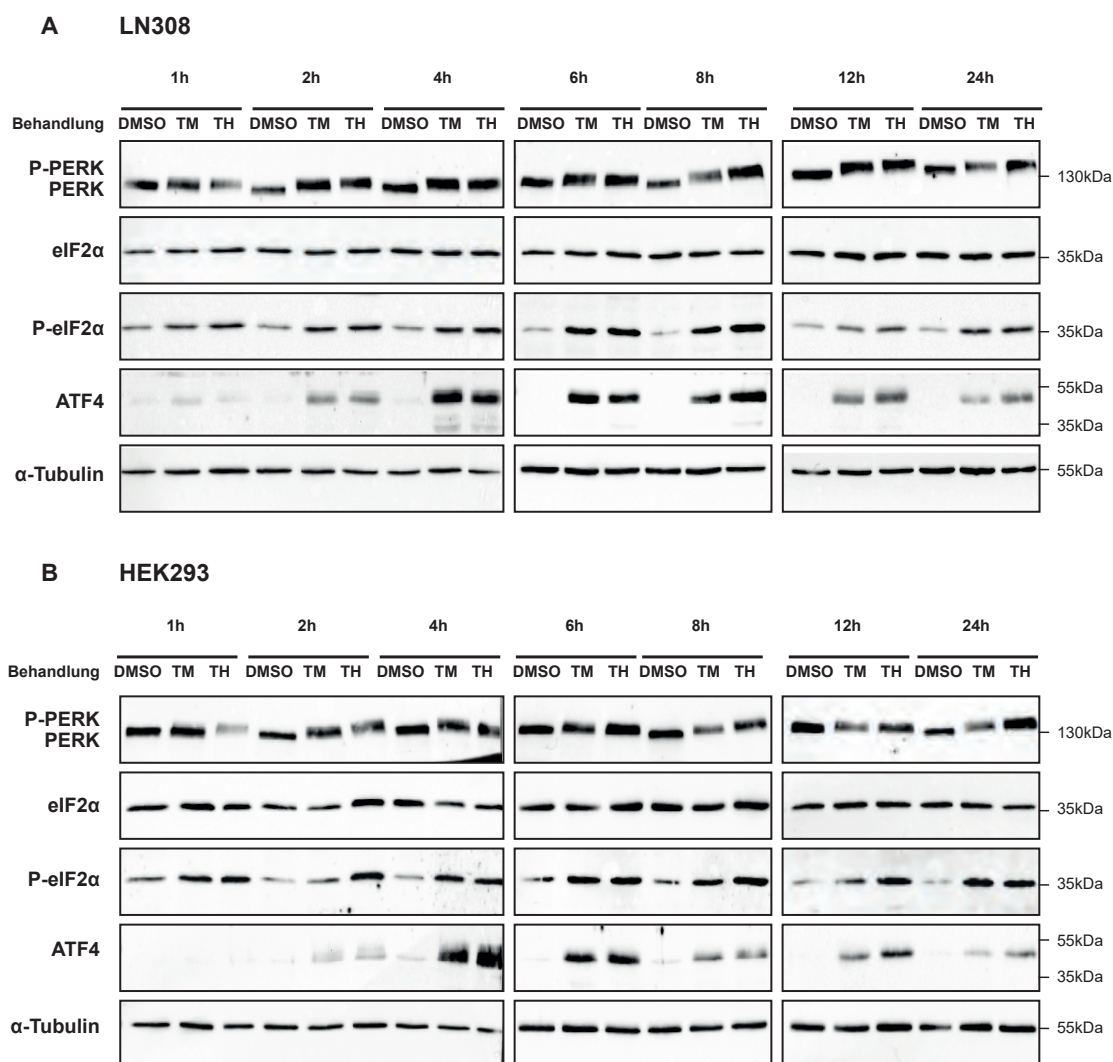 A LN308
1h 2h 4h 6h 8h 12h 24h
Behandlung DMSO TM TH DMSO TM TH DMSO TM TH DMSO TM TH DMSO TM TH DMSO TM TH DMSO TM TH
P-PERK
PERK 130kDa
eIF2α 35kDa
P-eIF2α 35kDa
ATF4 55kDa
35kDa
α-Tubulin 55kDa
B HEK293
1h 2h 4h 6h 8h 12h 24h
Behandlung DMSO TM TH DMSO TM TH DMSO TM TH DMSO TM TH DMSO TM TH DMSO TM TH DMSO TM TH
P-PERK
PERK 130kDa
eIF2α 35kDa
P-eIF2α 35kDa
ATF4 55kDa
35kDa
α-Tubulin 55kDa